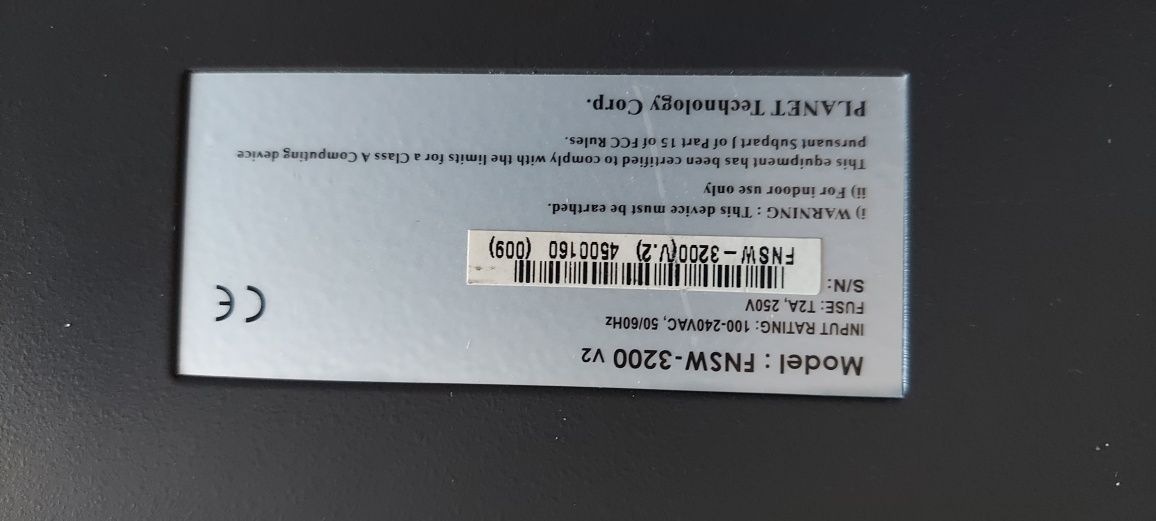 Model : FNSW-3200 v2
INPUT RATING: 100-240VAC, 50/60Hz
FUSE: T2A, 250V
S/N:
FNSW-3200(V.2) 4500160 (009)
CE
i) WARNING : This device must be earthed.
ii) For indoor use only
This equipment has been certified to comply with the limits for a Class A Computing device
pursuant Subpart J of Part 15 of FCC Rules.
PLANET Technology Corp.